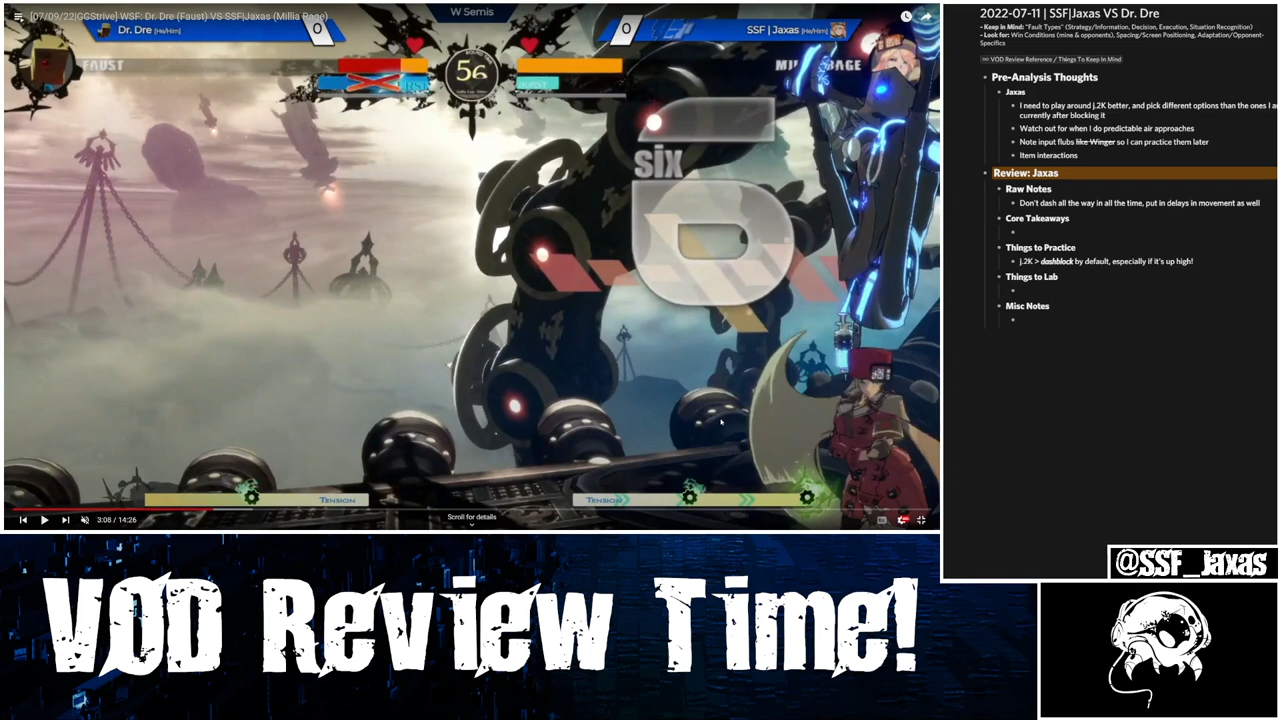 [07/09/22|GGStrive] WSF: Dr. Dre (Faust) VS SSF|Jaxas (Millia Rage)
W Semis
Dr. Dre [He/Him]
0
0
SSF | Jaxas [He/Him]
FAUST
56
BURST
SIX
6
TENSION
TENSION
3:08 / 14:26
Scroll for details
2022-07-11 | SSF|Jaxas VS Dr. Dre
- Keep in Mind: "Fault Types" (Strategy/Information, Decision, Execution, Situation Recognition)
- Look for: Win Conditions (mine & opponents), Spacing/Screen Positioning, Adaptation/Opponent-
Specifics
VOD Review Reference / Things To Keep In Mind
Pre-Analysis Thoughts
Jaxas
I need to play around j.2K better, and pick different options than the ones I a
currently after blocking it
Watch out for when I do predictable air approaches
Note input flubs like Winger so I can practice them later
Item interactions
Review: Jaxas
Raw Notes
Don't dash all the way in all the time, put in delays in movement as well
Core Takeaways
Things to Practice
j.2K > dashblock by default, especially if it's up high!
Things to Lab
Misc Notes
@SSF_Jaxas
VOD Review Time!